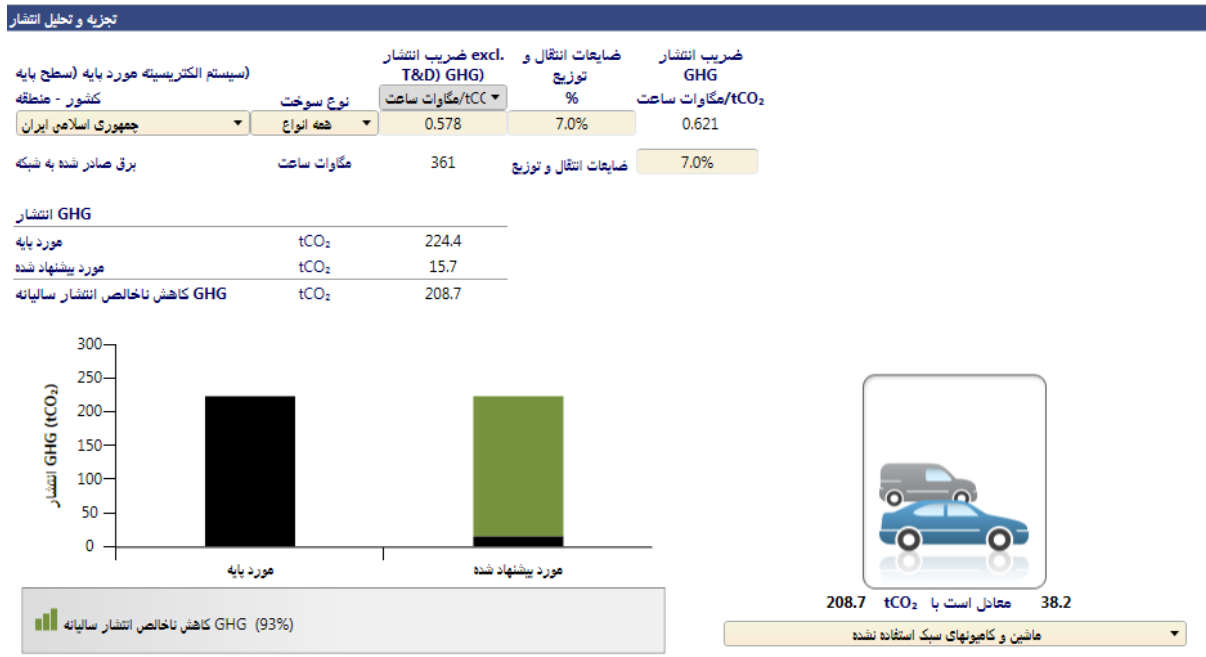 تجزیه و تحلیل انتشار
(سیستم الکتریسیته مورد پایه (سطح پایه
کشور - منطقه
نوع سوخت
ضریب انتشار excl.
T&D) GHG)
tCC/مگاوات ساعت
ضایعات انتقال و
توزیع
%
ضریب انتشار
GHG
tCO₂/مگاوات ساعت
جمهوری اسلامی ایران
همه انواع
0.578
7.0%
0.621
برق صادر شده به شبکه
مگاوات ساعت
361
ضایعات انتقال و توزیع
7.0%
انتشار GHG
مورد پایه
tCO₂
224.4
مورد پیشنهاد شده
tCO₂
15.7
کاهش ناخالص انتشار سالیانه GHG
tCO₂
208.7
انتشار GHG (tCO₂)
300
250
200
150
100
50
0
مورد پایه
مورد پیشنهاد شده
کاهش ناخالص انتشار سالیانه GHG (93%)
208.7 tCO₂ معادل است با 38.2
ماشین و کامیونهای سبک استفاده نشده